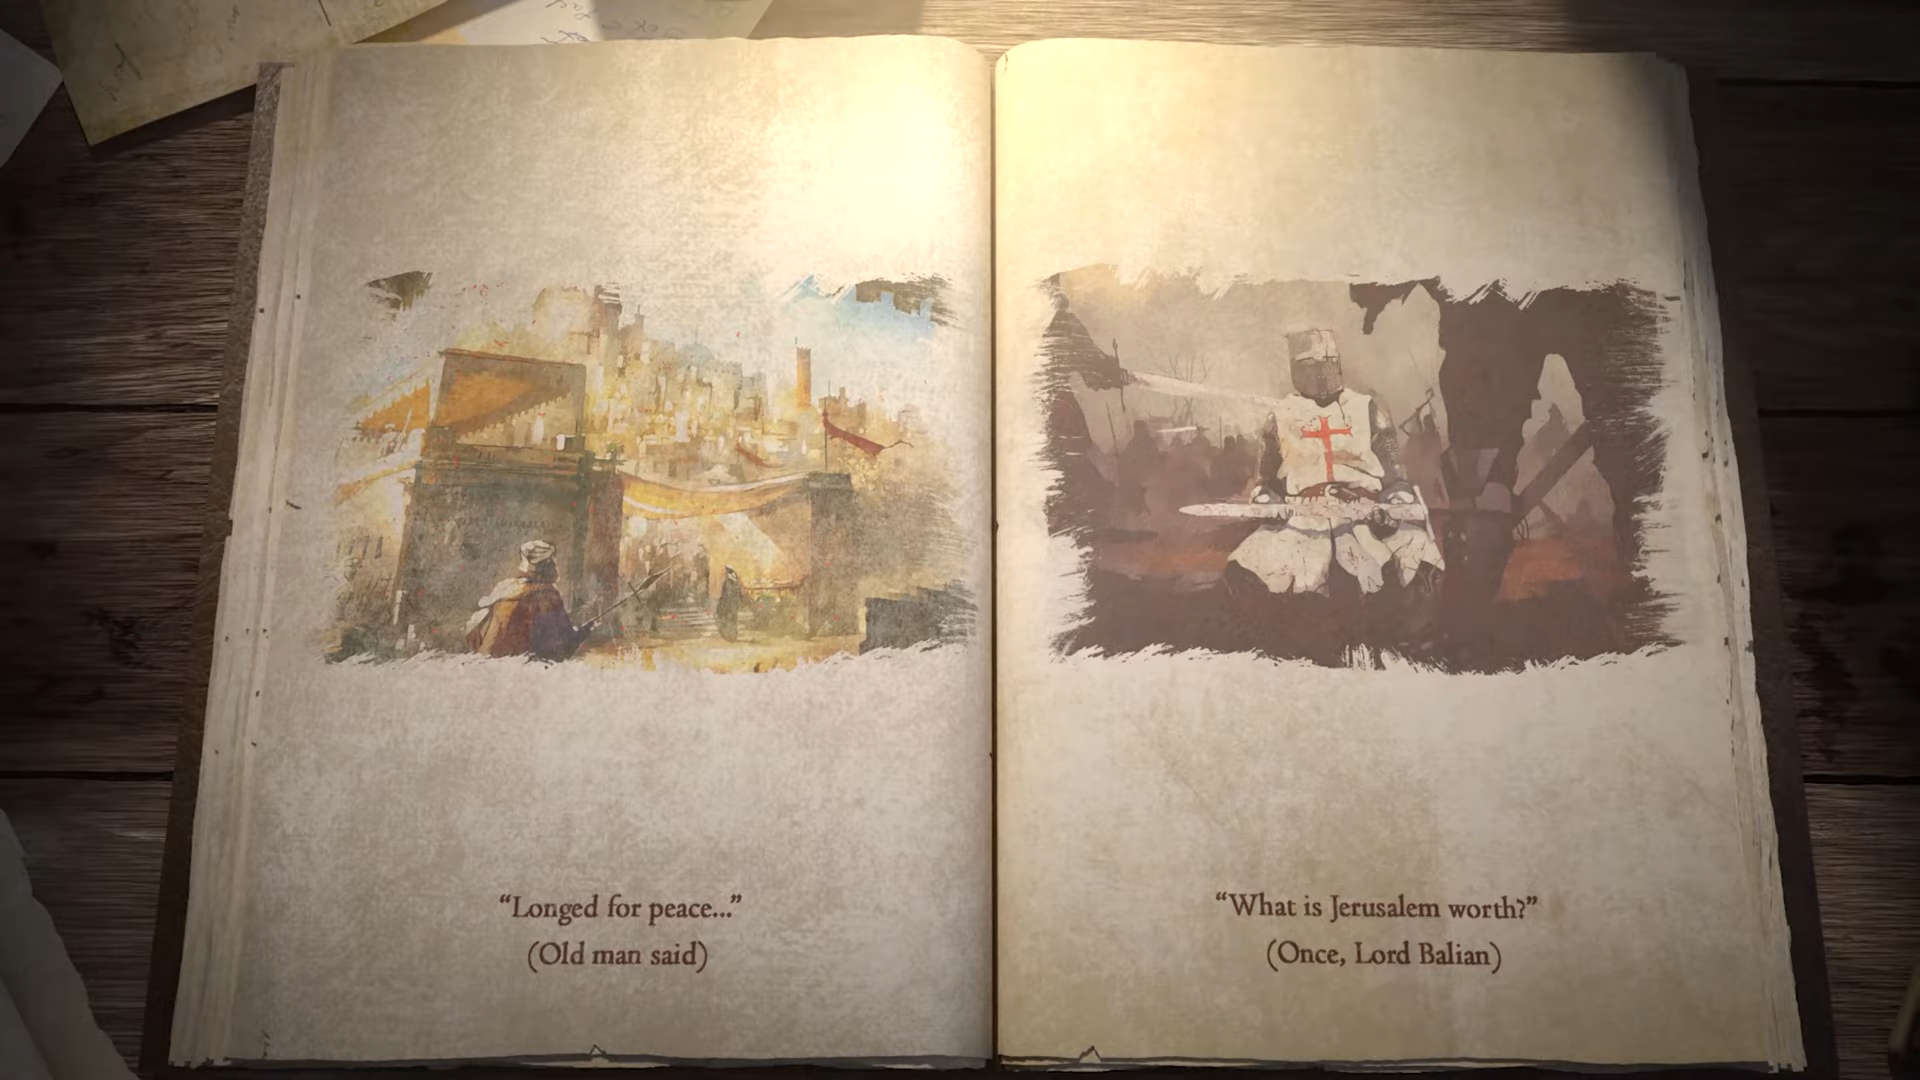 “Longed for peace...”
(Old man said)
“What is Jerusalem worth?”
(Once, Lord Balian)